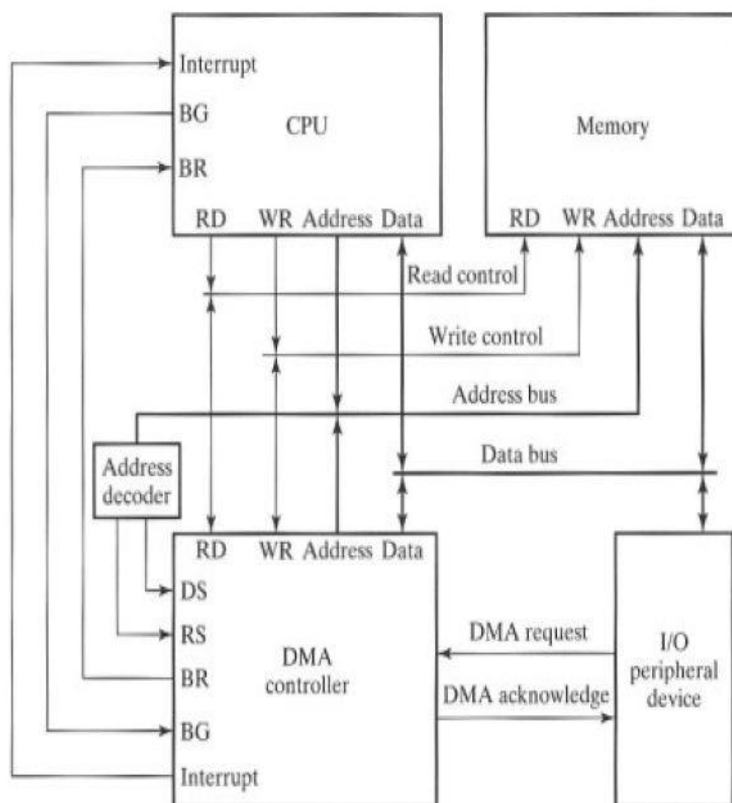 Interrupt
BG
CPU
Memory
BR
RD WR Address Data
RD WR Address Data
Read control
Write control
Address bus
Address
decoder
Data bus
RD WR Address Data
DS
RS
DMA
controller
BR
BG
Interrupt
DMA request
DMA acknowledge
I/O
peripheral
device